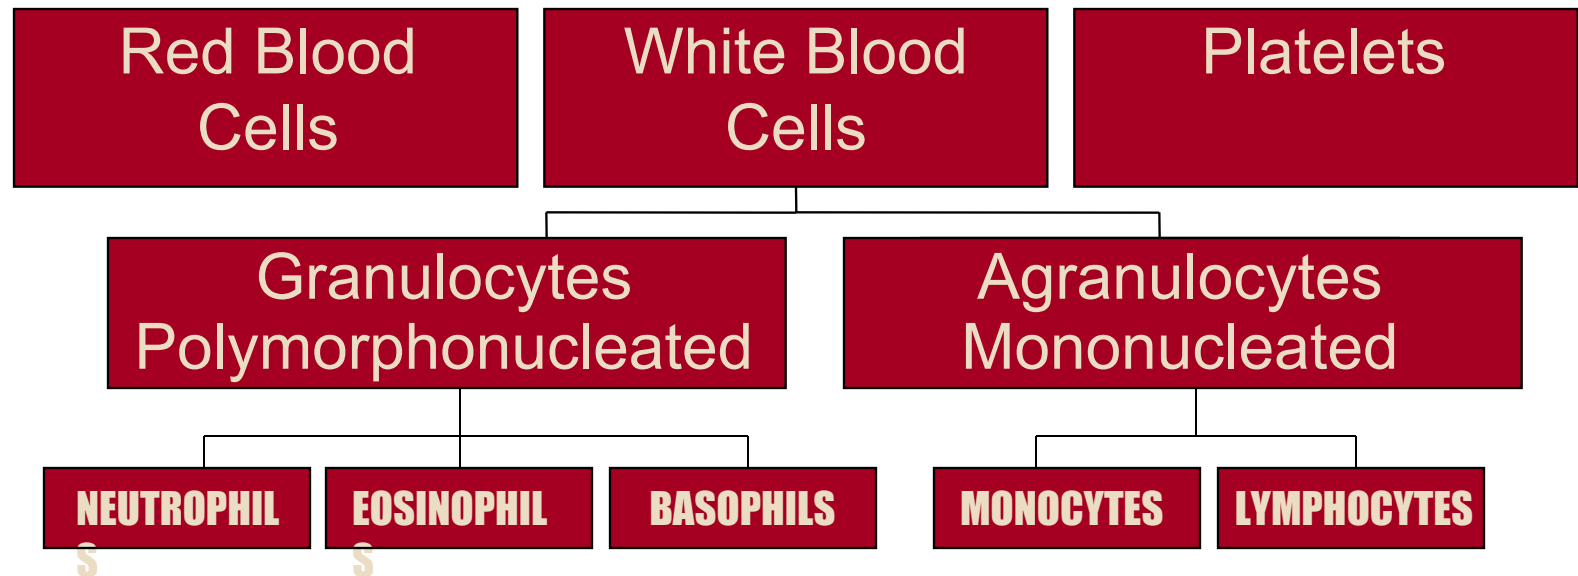 Red Blood
Cells
White Blood
Cells
Platelets
Granulocytes
Polymorphonucleated
Agranulocytes
Mononucleated
NEUTROPHIL
S
EOSINOPHIL
S
BASOPHILS
MONOCYTES
LYMPHOCYTES